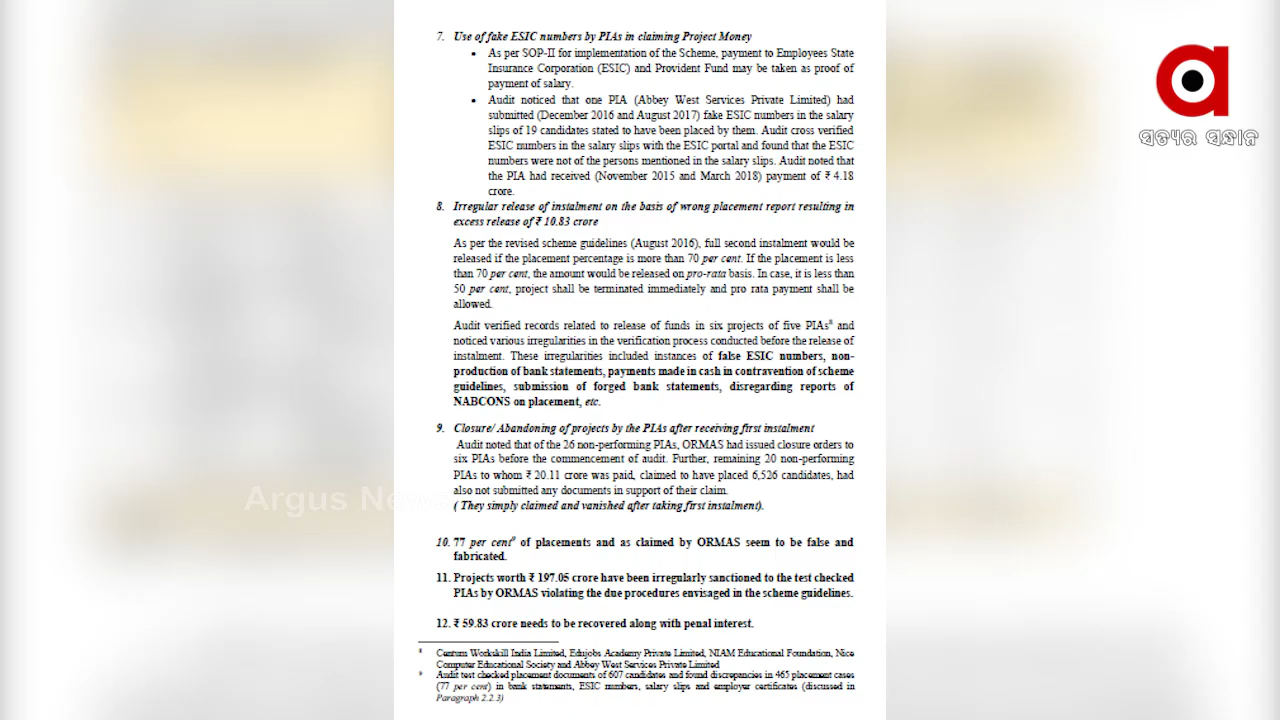 7. Use of fake ESIC numbers by PIAs in claiming Project Money
• As per SOP-II for implementation of the Scheme, payment to Employees State
Insurance Corporation (ESIC) and Provident Fund may be taken as proof of
payment of salary.
• Audit noticed that one PIA (Abbey West Services Private Limited) had
submitted (December 2016 and August 2017) fake ESIC numbers in the salary
slips of 19 candidates stated to have been placed by them. Audit cross verified
ESIC numbers in the salary slips with the ESIC portal and found that the ESIC
numbers were not of the persons mentioned in the salary slips. Audit noted that
the PIA had received (November 2015 and March 2018) payment of ₹ 4.18
crore.
8. Irregular release of instalment on the basis of wrong placement report resulting in
excess release of ₹ 10.83 crore
As per the revised scheme guidelines (August 2016), full second instalment would be
released if the placement percentage is more than 70 per cent. If the placement is less
than 70 per cent, the amount would be released on pro-rata basis. In case, it is less than
50 per cent, project shall be terminated immediately and pro rata payment shall be
allowed.
Audit verified records related to release of funds in six projects of five PIAs⁸ and
noticed various irregularities in the verification process conducted before the release of
instalment. These irregularities included instances of false ESIC numbers, non-
production of bank statements, payments made in cash in contravention of scheme
guidelines, submission of forged bank statements, disregarding reports of
NABCONS on placement, etc.
9. Closure/ Abandoning of projects by the PIAs after receiving first instalment
Audit noted that of the 26 non-performing PIAs, ORMAS had issued closure orders to
six PIAs before the commencement of audit. Further, remaining 20 non-performing
PIAs to whom ₹ 20.11 crore was paid, claimed to have placed 6,526 candidates, had
also not submitted any documents in support of their claim.
( They simply claimed and vanished after taking first instalment).
10. 77 per cent⁹ of placements and as claimed by ORMAS seem to be false and
fabricated.
11. Projects worth ₹ 197.05 crore have been irregularly sanctioned to the test checked
PIAs by ORMAS violating the due procedures envisaged in the scheme guidelines.
12. ₹ 59.83 crore needs to be recovered along with penal interest.
⁸ Centum Workskill India Limited, Edujobs Academy Private Limited, NIAM Educational Foundation, Nice
Computer Educational Society and Abbey West Services Private Limited
⁹ Audit test checked placement documents of 607 candidates and found discrepancies in 465 placement cases
(77 per cent) in bank statements, ESIC numbers, salary slips and employer certificates (discussed in
Paragraph 2.2.3)
ସତ୍ୟର ସନ୍ଧାନ
Argus News